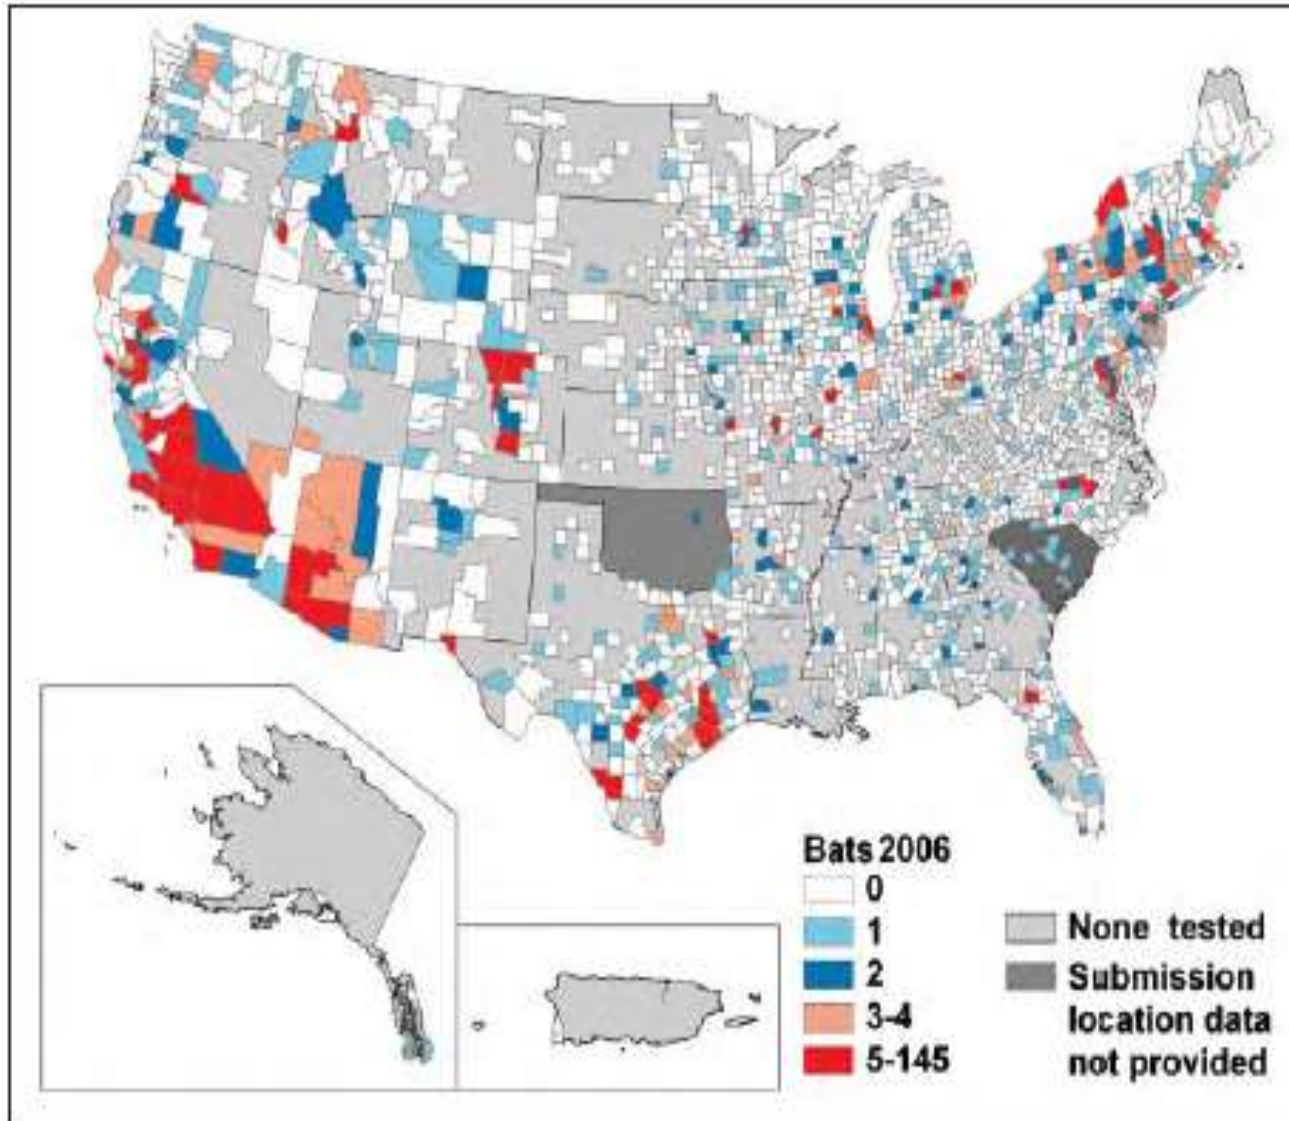 Bats 2006
0
1
2
3-4
5-145
None tested
Submission
location data
not provided